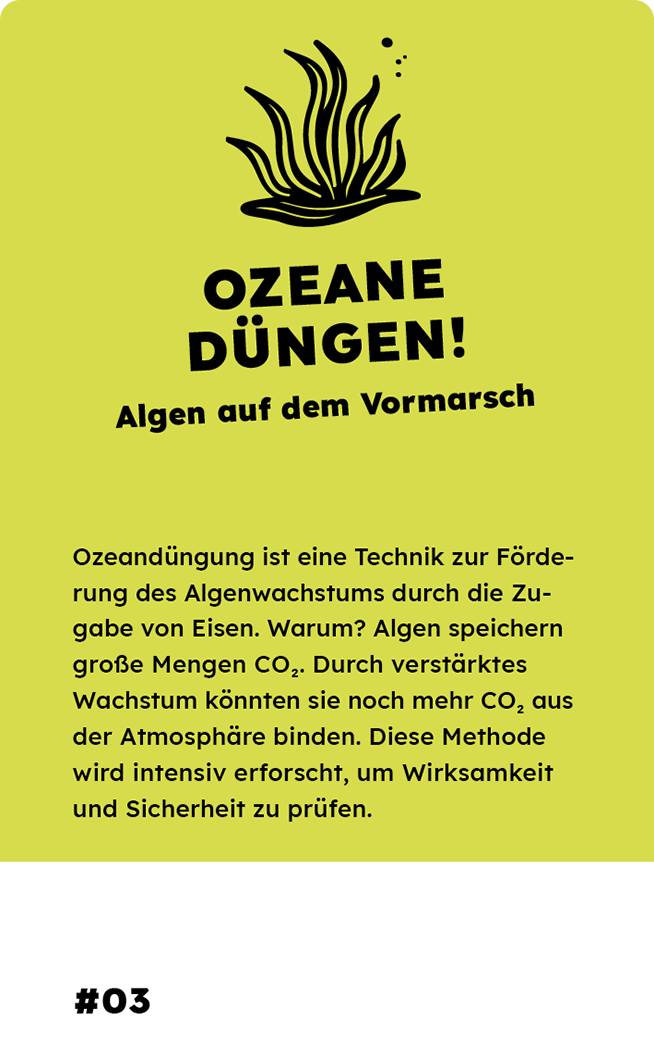 OZEANE
DÜNGEN!
Algen auf dem Vormarsch
Ozeandüngung ist eine Technik zur Förde-
rung des Algenwachstums durch die Zu-
gabe von Eisen. Warum? Algen speichern
große Mengen CO₂. Durch verstärktes
Wachstum könnten sie noch mehr CO₂ aus
der Atmosphäre binden. Diese Methode
wird intensiv erforscht, um Wirksamkeit
und Sicherheit zu prüfen.
#03